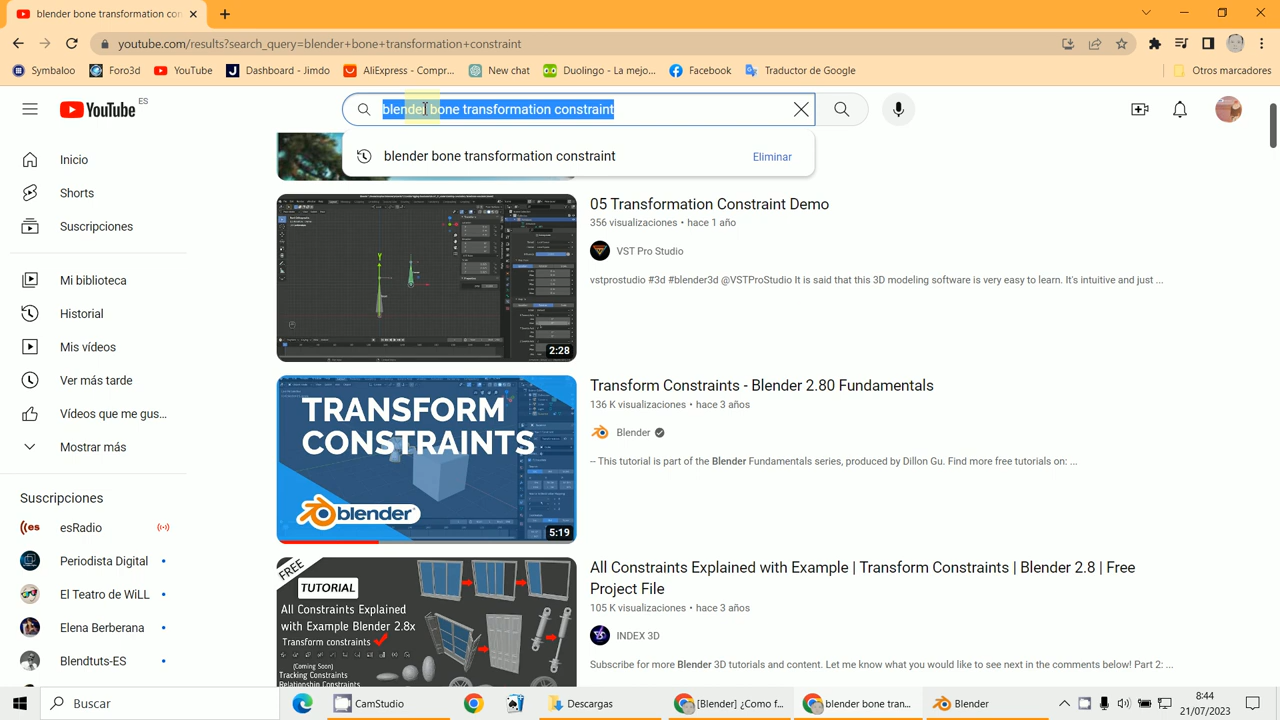 blender bone transformation con
youtube.com/results?search_query=blender+bone+transformation+constraint
Symbaloo
Foro3d
YouTube
Dashboard - Jimdo
AliExpress - Compr...
New chat
Duolingo - La mejo...
Facebook
Traductor de Google
Otros marcadores
YouTube ES
blender bone transformation constraint
blender bone transformation constraint
Eliminar
Inicio
Shorts
Suscripciones
Mi biblioteca
Historial
Mis vídeos
Ver más tarde
Vídeos que me gus...
Mostrar más
Suscripciones
esRadio
Periodista Digital
El Teatro de WiLL
Elena Berberana
Blendtuts-ES
2:28
05 Transformation Constraint Demo
356 visualizaciones • hace 1 año
VST Pro Studio
vstprostudio #3d #blender3d @VSTProStudio It is said that this 3D modeling software is very easy to learn. It's intuitive and just ...
TRANSFORM
CONSTRAINTS
blender
5:19
Transform Constraints - Blender 2.80 Fundamentals
136 K visualizaciones • hace 3 años
Blender
-- This tutorial is part of the Blender Fundamentals series, produced by Dillon Gu. Find more free tutorials on: ...
FREE
TUTORIAL
All Constraints Explained
with Example Blender 2.8x
Transform constraints
(Coming Soon)
Tracking Constraints
Relationship Constraints
All Constraints Explained with Example | Transform Constraints | Blender 2.8 | Free
Project File
105 K visualizaciones • hace 3 años
INDEX 3D
Subscribe for more Blender 3D tutorials and content. Let me know what you would like to see next in the comments below! Part 2: ...
Buscar
CamStudio
Descargas
[Blender] ¿Como f...
blender bone tran...
Blender
8:44
21/07/2023